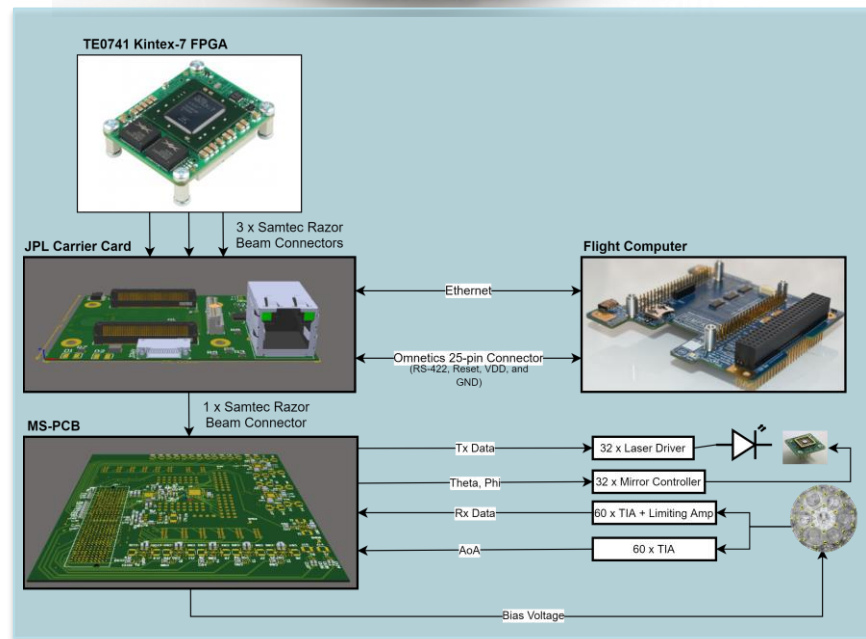 TE0741 Kintex-7 FPGA
3 x Samtec Razor
Beam Connectors
JPL Carrier Card
Flight Computer
Ethernet
Omnetics 25-pin Connector
(RS-422, Reset, VDD, and
GND)
1 x Samtec Razor
Beam Connector
MS-PCB
Tx Data
32 x Laser Driver
Theta, Phi
32 x Mirror Controller
Rx Data
60 x TIA + Limiting Amp
AoA
60 x TIA
Bias Voltage